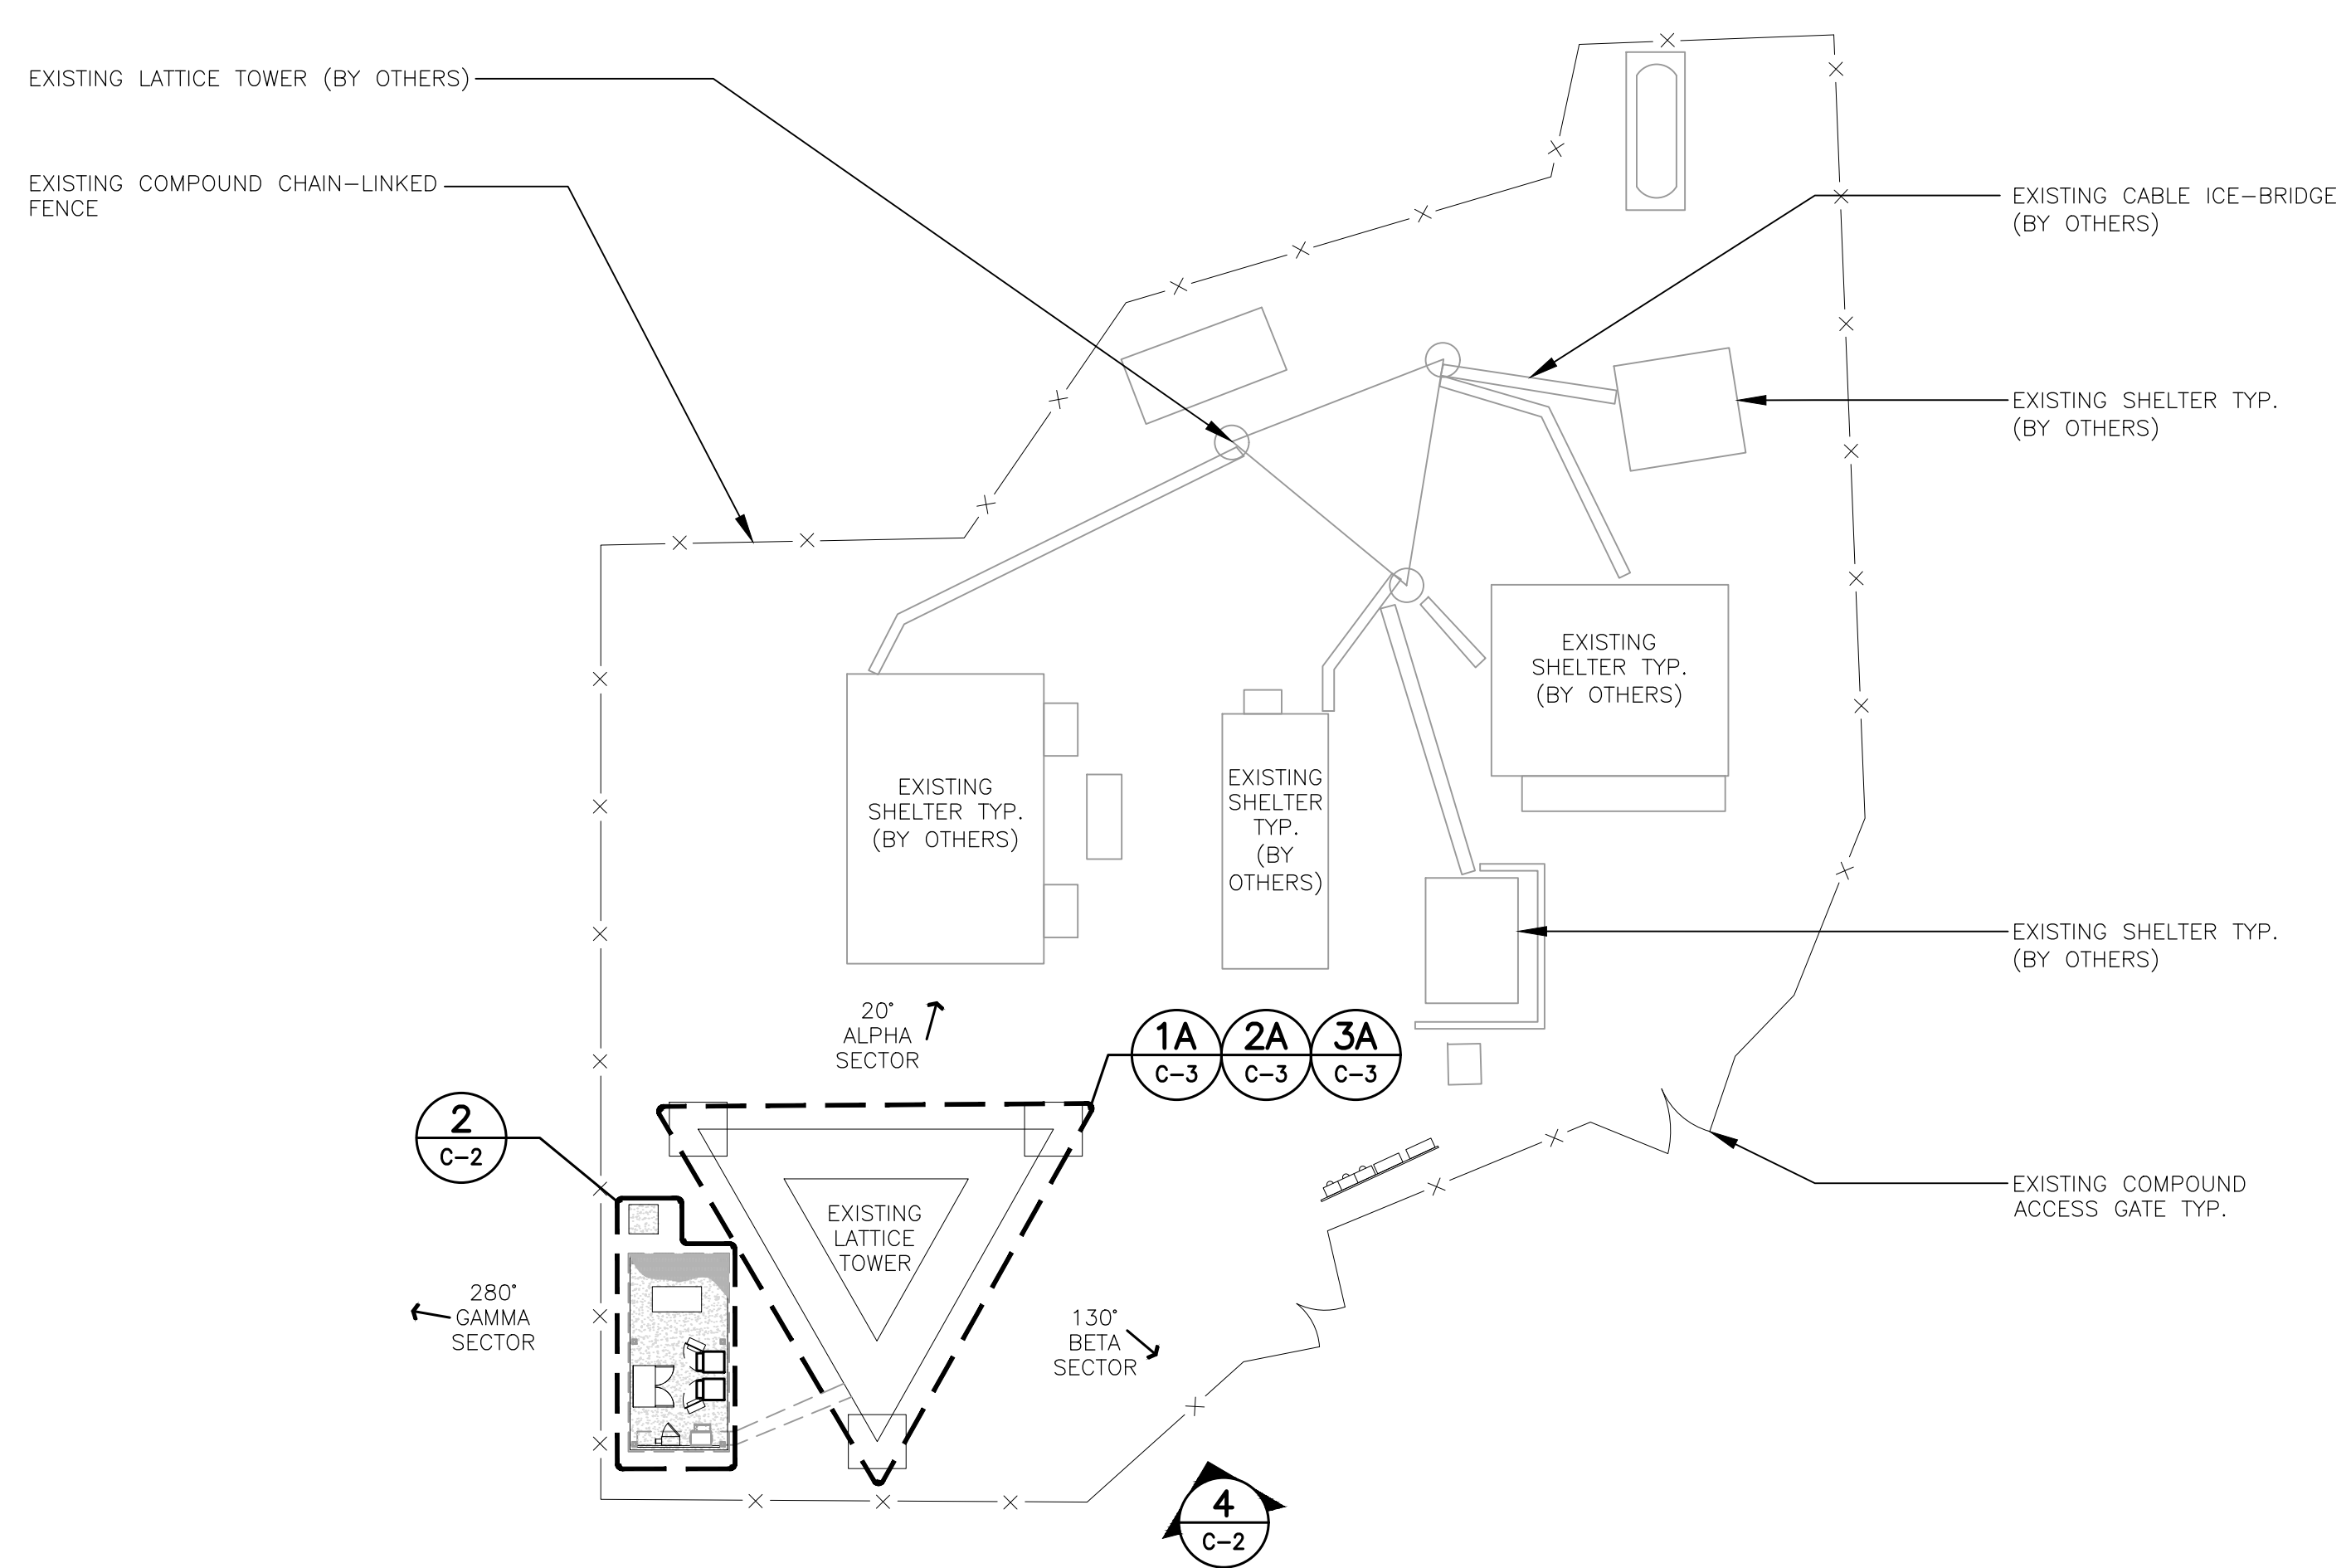 EXISTING LATTICE TOWER (BY OTHERS)
EXISTING COMPOUND CHAIN-LINKED
FENCE
EXISTING CABLE ICE-BRIDGE
(BY OTHERS)
EXISTING SHELTER TYP.
(BY OTHERS)
EXISTING
SHELTER TYP.
(BY OTHERS)
EXISTING
SHELTER TYP.
(BY OTHERS)
EXISTING
SHELTER
TYP.
(BY
OTHERS)
EXISTING SHELTER TYP.
(BY OTHERS)
20°
ALPHA
SECTOR
1A
C-3
2A
C-3
3A
C-3
2
C-2
EXISTING COMPOUND
ACCESS GATE TYP.
EXISTING
LATTICE
TOWER
280°
GAMMA
SECTOR
130°
BETA
SECTOR
4
C-2